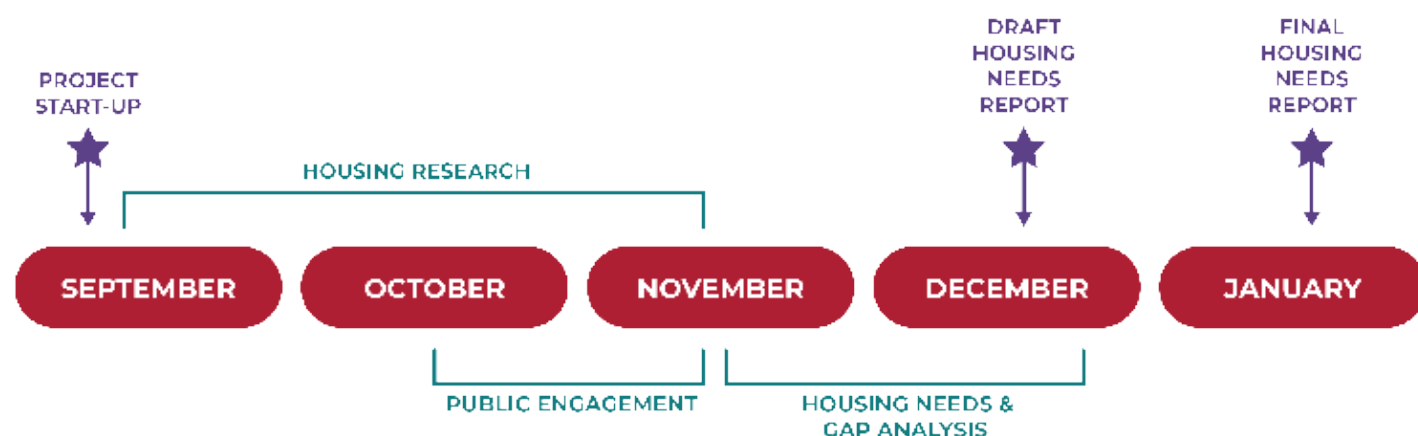 PROJECT
START-UP
DRAFT
HOUSING
NEEDS
REPORT
FINAL
HOUSING
NEEDS
REPORT
HOUSING RESEARCH
SEPTEMBER
OCTOBER
NOVEMBER
DECEMBER
JANUARY
PUBLIC ENGAGEMENT
HOUSING NEEDS &
GAP ANALYSIS